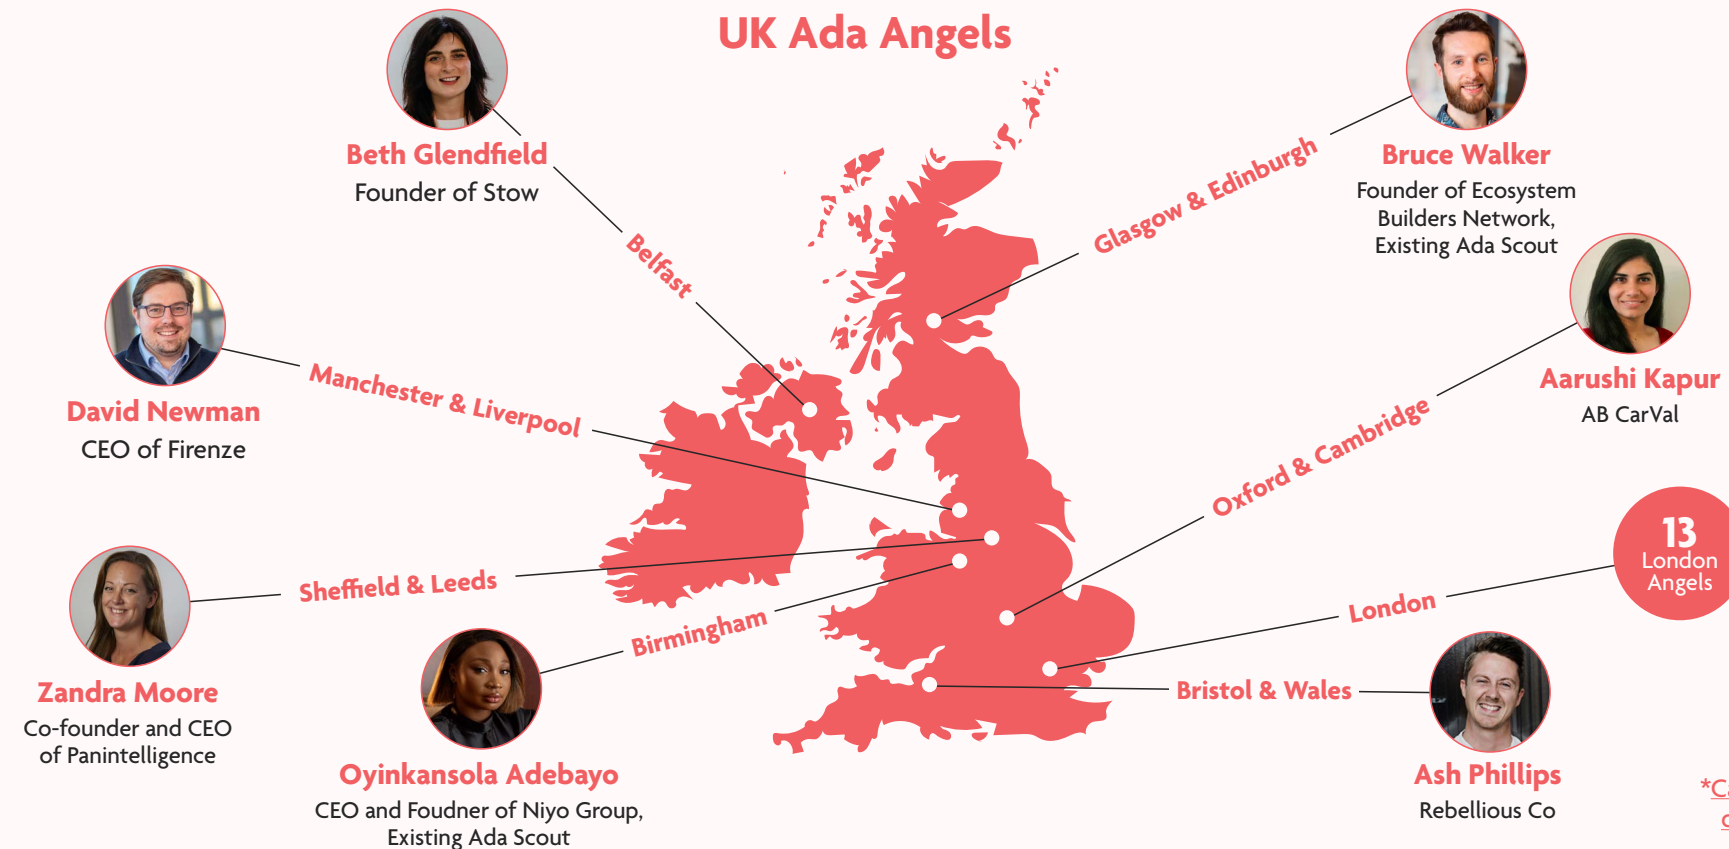 UK Ada Angels
Beth Glendfield
Founder of Stow
Belfast
Bruce Walker
Founder of Ecosystem
Builders Network,
Existing Ada Scout
Glasgow & Edinburgh
David Newman
CEO of Firenze
Manchester & Liverpool
Aarushi Kapur
AB CarVal
Oxford & Cambridge
Zandra Moore
Co-founder and CEO
of Panintelligence
Sheffield & Leeds
13
London
Angels
London
Oyinkansola Adebayo
CEO and Foudner of Niyo Group,
Existing Ada Scout
Birmingham
Ash Phillips
Rebellious Co
Bristol & Wales